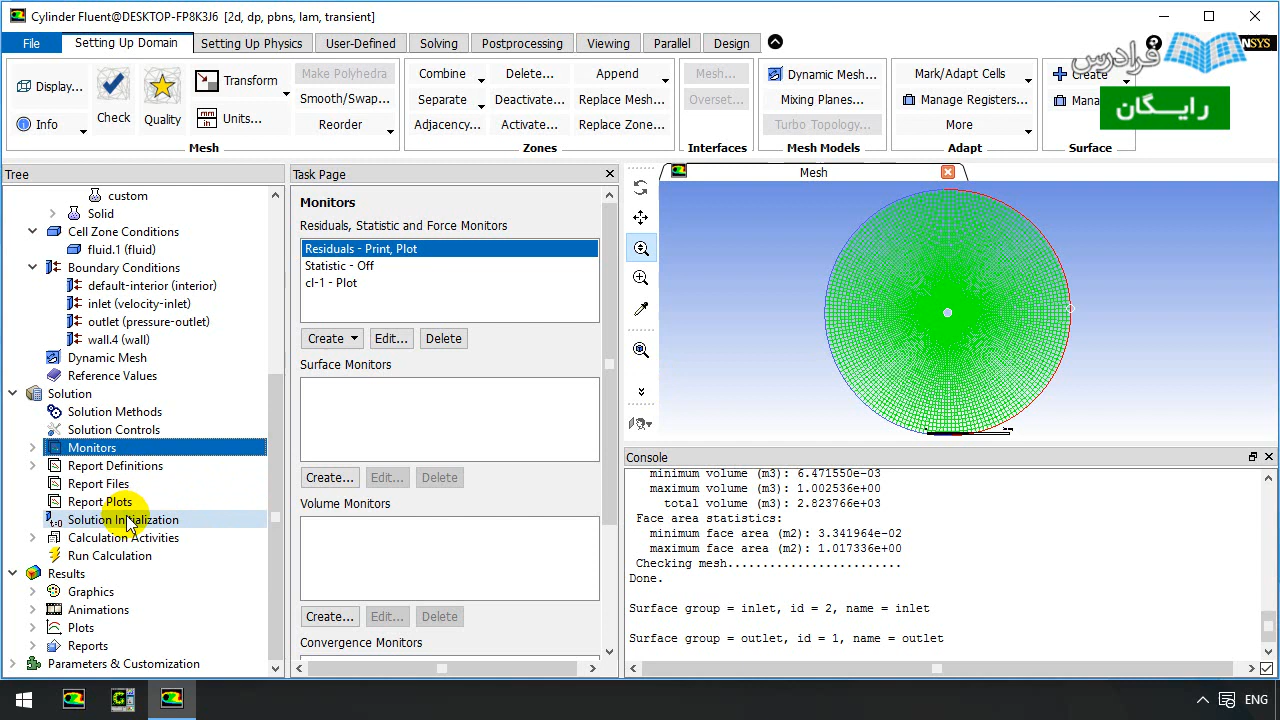 Cylinder Fluent@DESKTOP-FP8K3J6 [2d, dp, pbns, lam, transient]
File
Setting Up Domain
Setting Up Physics
User-Defined
Solving
Postprocessing
Viewing
Parallel
Design
NSYS
فرادرس
رایگان
Display...
Info
Check
Quality
Transform
Units...
Make Polyhedra
Smooth/Swap...
Reorder
Mesh
Combine
Separate
Adjacency...
Delete...
Deactivate...
Activate...
Append
Replace Mesh...
Replace Zone...
Zones
Mesh...
Overset...
Interfaces
Dynamic Mesh...
Mixing Planes...
Turbo Topology...
Mesh Models
Mark/Adapt Cells
Manage Registers...
More
Adapt
Create
Mana
Surface
Tree
custom
Solid
Cell Zone Conditions
fluid.1 (fluid)
Boundary Conditions
default-interior (interior)
inlet (velocity-inlet)
outlet (pressure-outlet)
wall.4 (wall)
Dynamic Mesh
Reference Values
Solution
Solution Methods
Solution Controls
Monitors
Report Definitions
Report Files
Report Plots
Solution Initialization
Calculation Activities
Run Calculation
Results
Graphics
Animations
Plots
Reports
Parameters & Customization
Task Page
Monitors
Residuals, Statistic and Force Monitors
Residuals - Print, Plot
Statistic - Off
cl-1 - Plot
Create
Edit...
Delete
Surface Monitors
Create...
Edit...
Delete
Volume Monitors
Create...
Edit...
Delete
Convergence Monitors
Mesh
Console
minimum volume (m3): 6.471550e-03
maximum volume (m3): 1.002536e+00
total volume (m3): 2.823766e+03
Face area statistics:
minimum face area (m2): 3.341964e-02
maximum face area (m2): 1.017336e+00
Checking mesh.........................
Done.
Surface group = inlet, id = 2, name = inlet
Surface group = outlet, id = 1, name = outlet
ENG